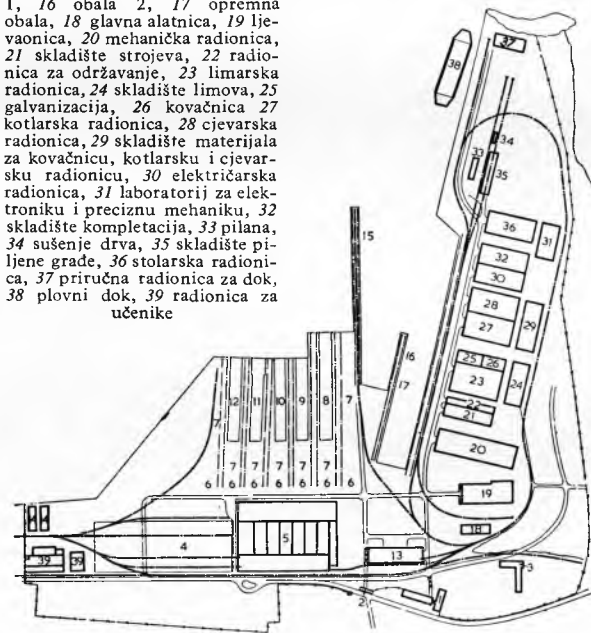 1, 16 obala 2, 17 opremna
obala, 18 glavna alatnica, 19 lje-
vaonica, 20 mehanička radionica,
21 skladište strojeva, 22 radio-
nica za održavanje, 23 limarska
radionica, 24 skladište limova, 25
galvanizacija, 26 kovačnica 27
kotlarska radionica, 28 cjevarska
radionica, 29 skladište materijala
za kovačnicu, kotlarsku i cjevar-
sku radionicu, 30 električarska
radionica, 31 laboratorij za elek-
troniku i preciznu mehaniku, 32
skladište kompletacija, 33 pilana,
34 sušenje drva, 35 skladište pi-
ljene građe, 36 stolarska radioni-
ca, 37 priručna radionica za dok,
38 plovni dok, 39 radionica za
učenike
37
38
34
33
35
36
31
32
30
15
28
27
29
16
17
25 26
23
24
22
21
20
12 11 10 9 8 7
7
7 7 7 7 7
6 6 6 6 6 6
19
18
4
5
13
39 39
3
2